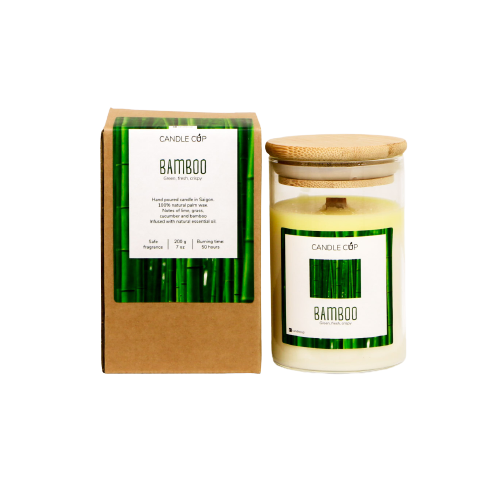 CANDLE CUP
BAMBOO
Green, fresh, crispy
Hand poured candle in Saigon.
100% natural palm wax.
Notes of lime, grass,
cucumber and bamboo
infused with natural essential oil
Safe
fragrance
200 g
7 oz
Burning time
50 hours
CANDLE CUP
BAMBOO
Green, fresh, crispy